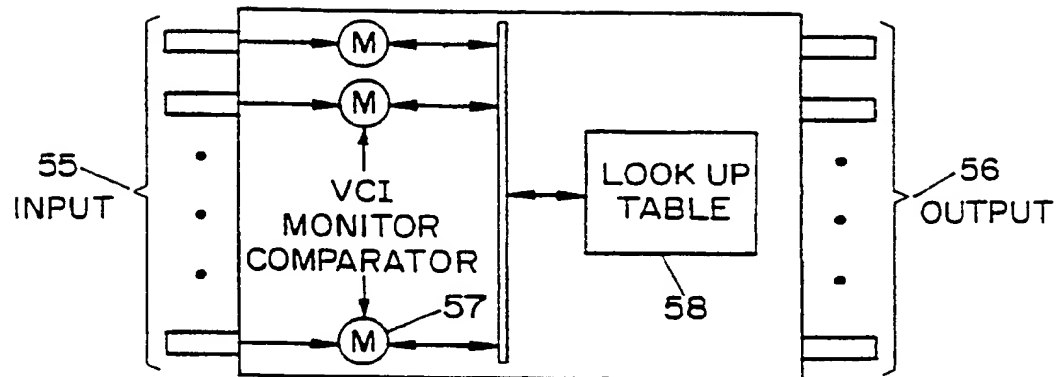 M
M
55
INPUT
VCI
MONITOR
COMPARATOR
LOOK UP
TABLE
56
OUTPUT
57
58
M